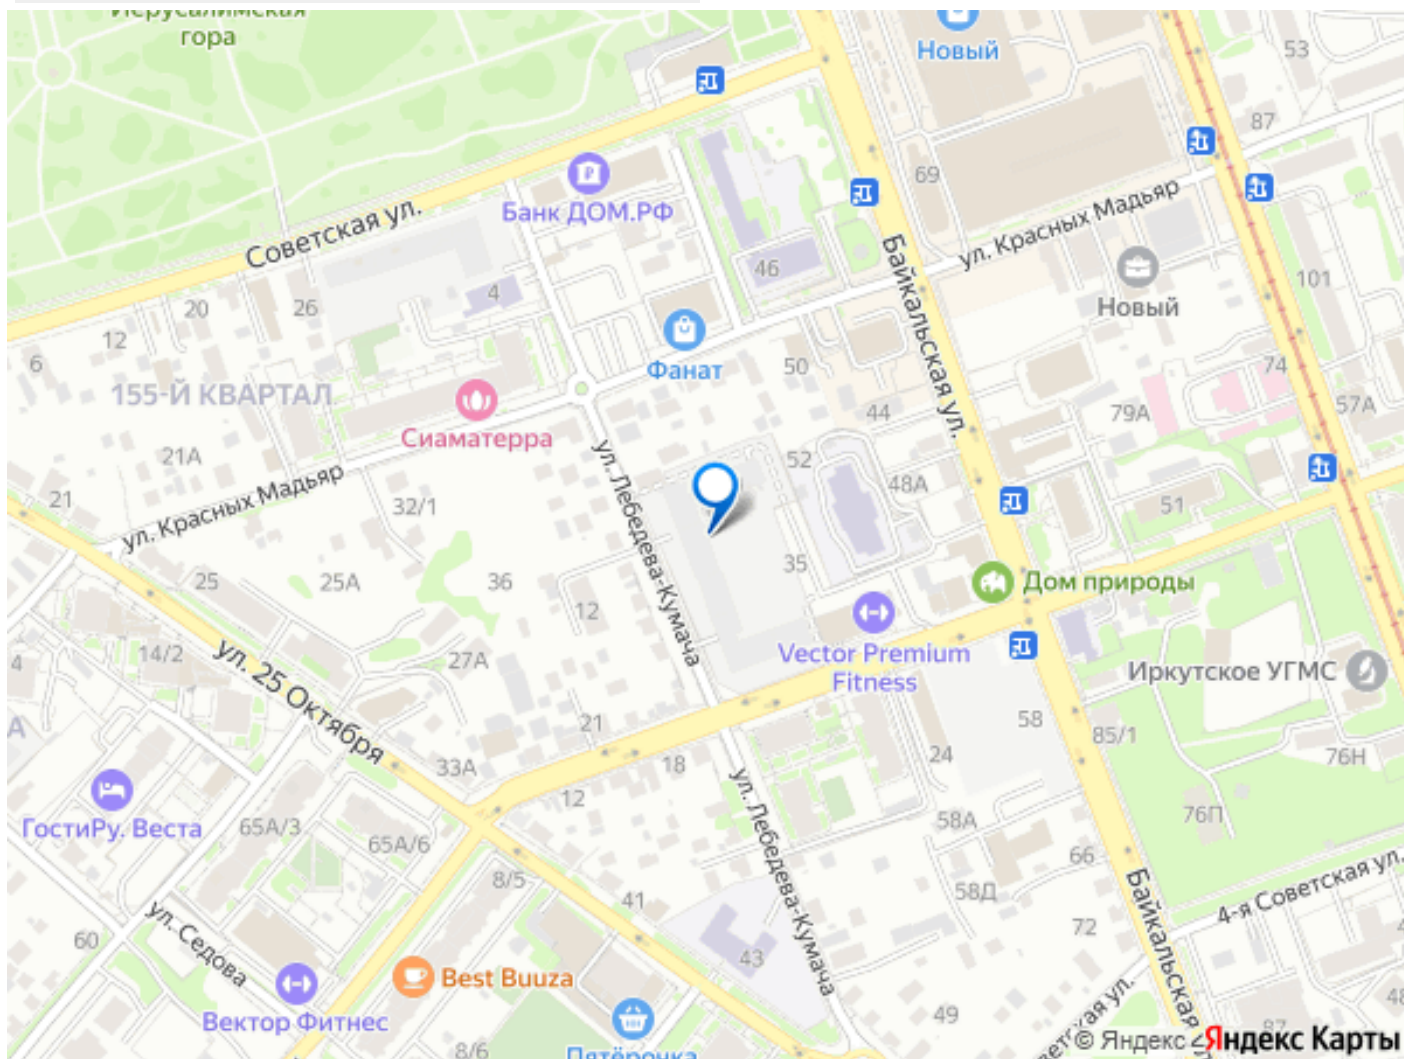 Иерусалимская
гора
Новый
53
87
69
Банк ДОМ.РФ
Советская ул.
ул. Красных Мадьяр
46
4
26
20
12
6
Байкальская ул.
Новый
101
Фанат
50
74
155-Й КВАРТАЛ
Сиаматерра
44
79А
57А
21А
52
48А
21
ул. Красных Мадьяр
32/1
ул. Лебедева-Кумача
51
25
25А
36
12
35
Дом природы
14/2
4
ул. 25 Октября
27А
Vector Premium
Fitness
Иркутское УГМС
А
21
58
85/1
76Н
33А
18
24
12
ул. Лебедева-Кумача
ГостиРу. Веста
65А/3
65А/6
58А
76П
66
8/5
41
58Д
Байкальская ул.
4-я Советская ул.
60
ул. Седова
72
43
Best Buuza
Вектор Фитнес
49
48
8/6
Пятёрочка
87
© Яндекс
Яндекс Карты